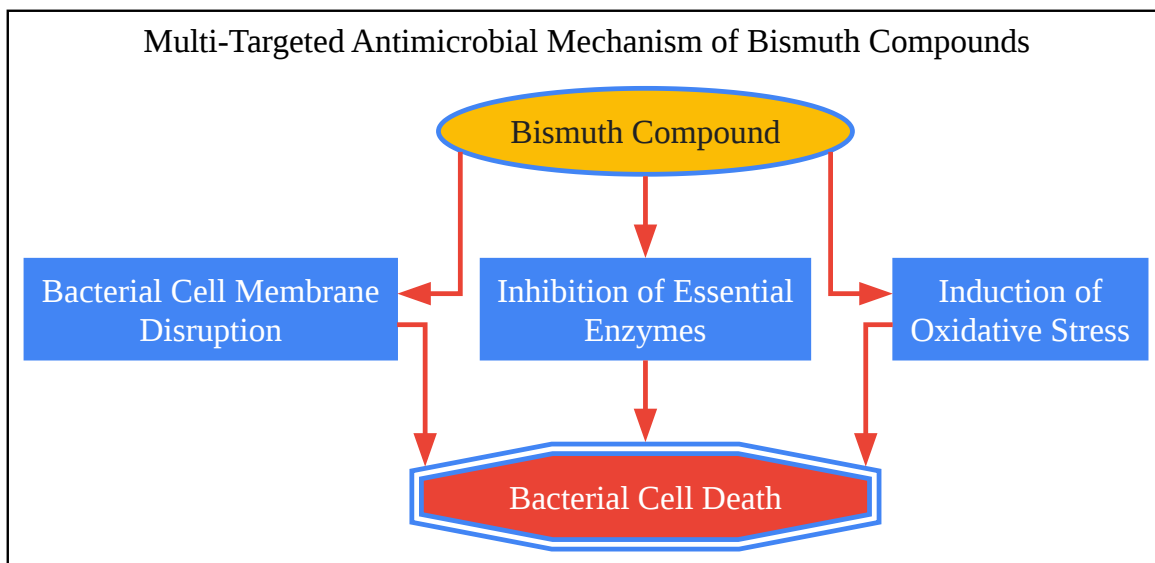 Multi-Targeted Antimicrobial Mechanism of Bismuth Compounds
Bismuth Compound
Bacterial Cell Membrane
Disruption
Inhibition of Essential
Enzymes
Induction of
Oxidative Stress
Bacterial Cell Death